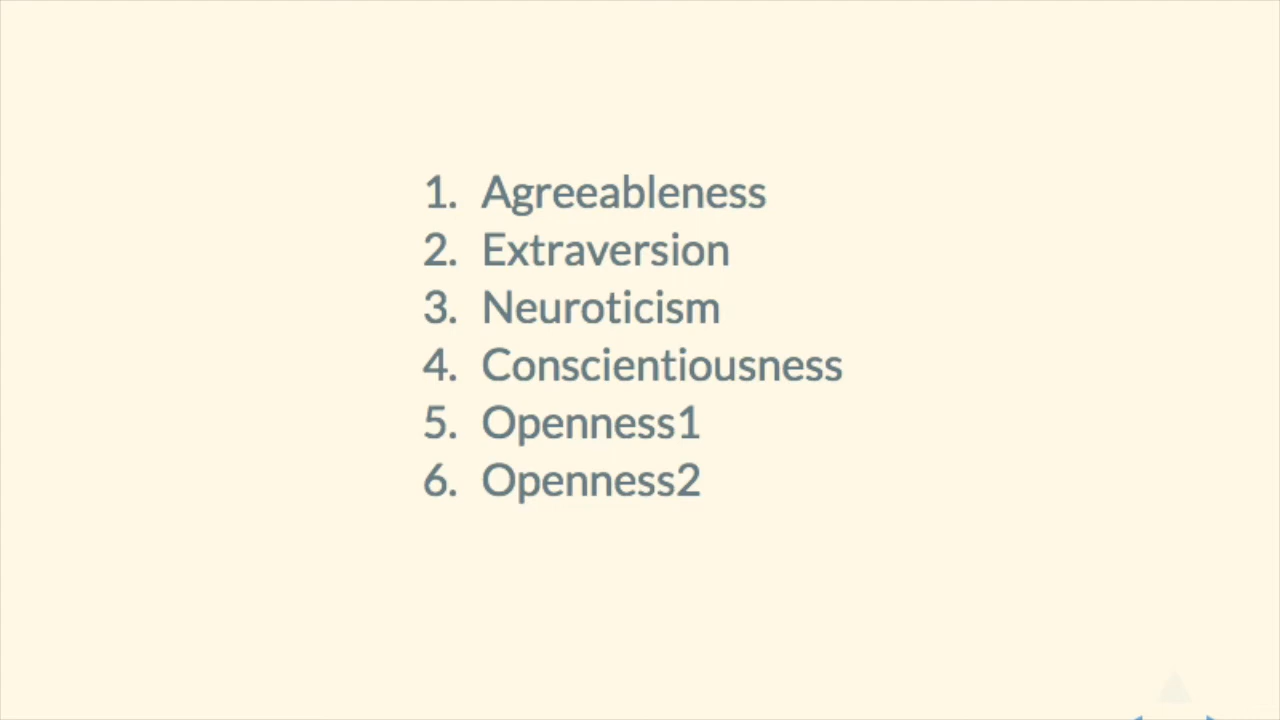 1. Agreeableness
2. Extraversion
3. Neuroticism
4. Conscientiousness
5. Openness1
6. Openness2